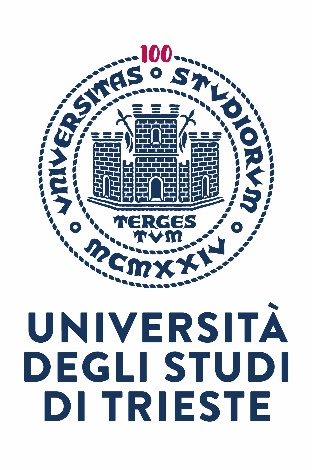 100
UNIVERSITAS STVDIORVM
TERGES
TVM
MCMXXIV
UNIVERSITÀ
DEGLI STUDI
DI TRIESTE